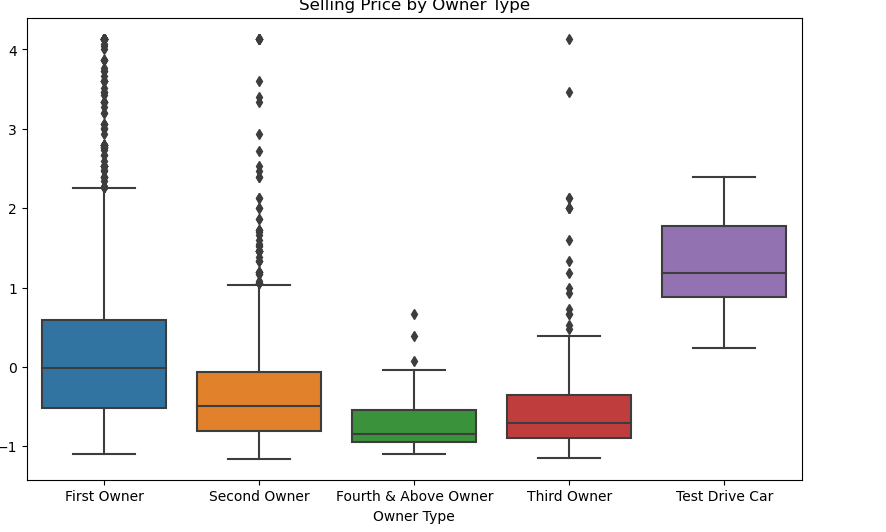 Selling Price by Owner Type
4
3
2
1
0
−1
First Owner Second Owner Fourth & Above Owner Third Owner Test Drive Car
Owner Type